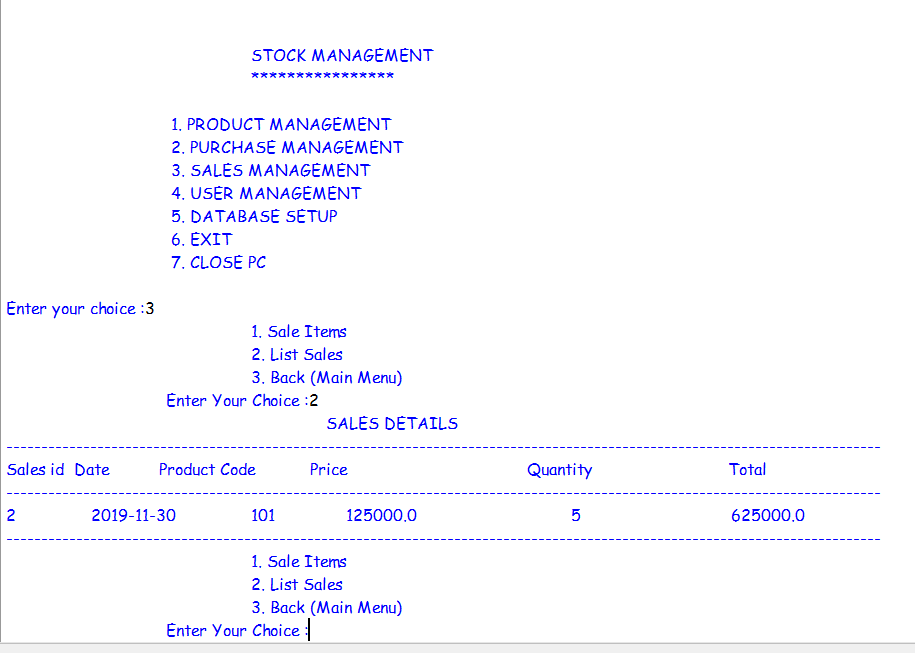 STOCK MANAGEMENT
****************
1. PRODUCT MANAGEMENT
2. PURCHASE MANAGEMENT
3. SALES MANAGEMENT
4. USER MANAGEMENT
5. DATABASE SETUP
6. EXIT
7. CLOSE PC
Enter your choice :3
1. Sale Items
2. List Sales
3. Back (Main Menu)
Enter Your Choice :2
SALES DETAILS
-----------------------------------------------------------------------------------------------------------
Sales id Date Product Code Price Quantity Total
-----------------------------------------------------------------------------------------------------------
2 2019-11-30 101 125000.0 5 625000.0
-----------------------------------------------------------------------------------------------------------
1. Sale Items
2. List Sales
3. Back (Main Menu)
Enter Your Choice :